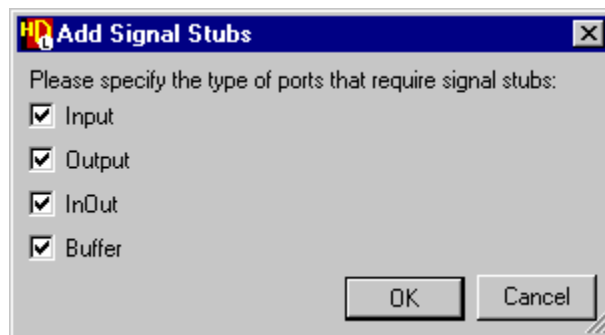 HDL Add Signal Stubs
Please specify the type of ports that require signal stubs:
Input
Output
InOut
Buffer
OK Cancel